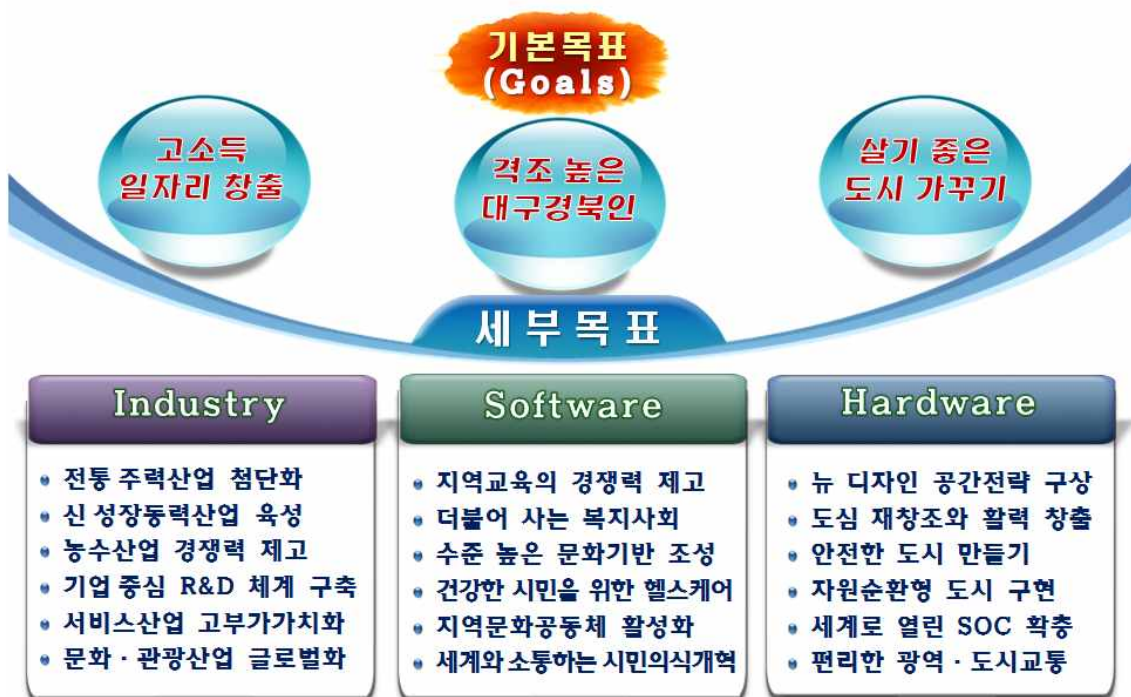 기본목표
(Goals)
고소득
일자리 창출
격조 높은
대구경북인
살기 좋은
도시 가꾸기
세부목표
Industry
전통 주력산업 첨단화
신 성장동력산업 육성
농수산업 경쟁력 제고
기업 중심 R&D 체계 구축
서비스산업 고부가가치화
문화 · 관광산업 글로벌화
Software
지역교육의 경쟁력 제고
더불어 사는 복지사회
수준 높은 문화기반 조성
건강한 시민을 위한 헬스케어
지역문화공동체 활성화
세계와 소통하는 시민의식개혁
Hardware
뉴 디자인 공간전략 구상
도심 재창조와 활력 창출
안전한 도시 만들기
자원순환형 도시 구현
세계로 열린 SOC 확충
편리한 광역 · 도시교통